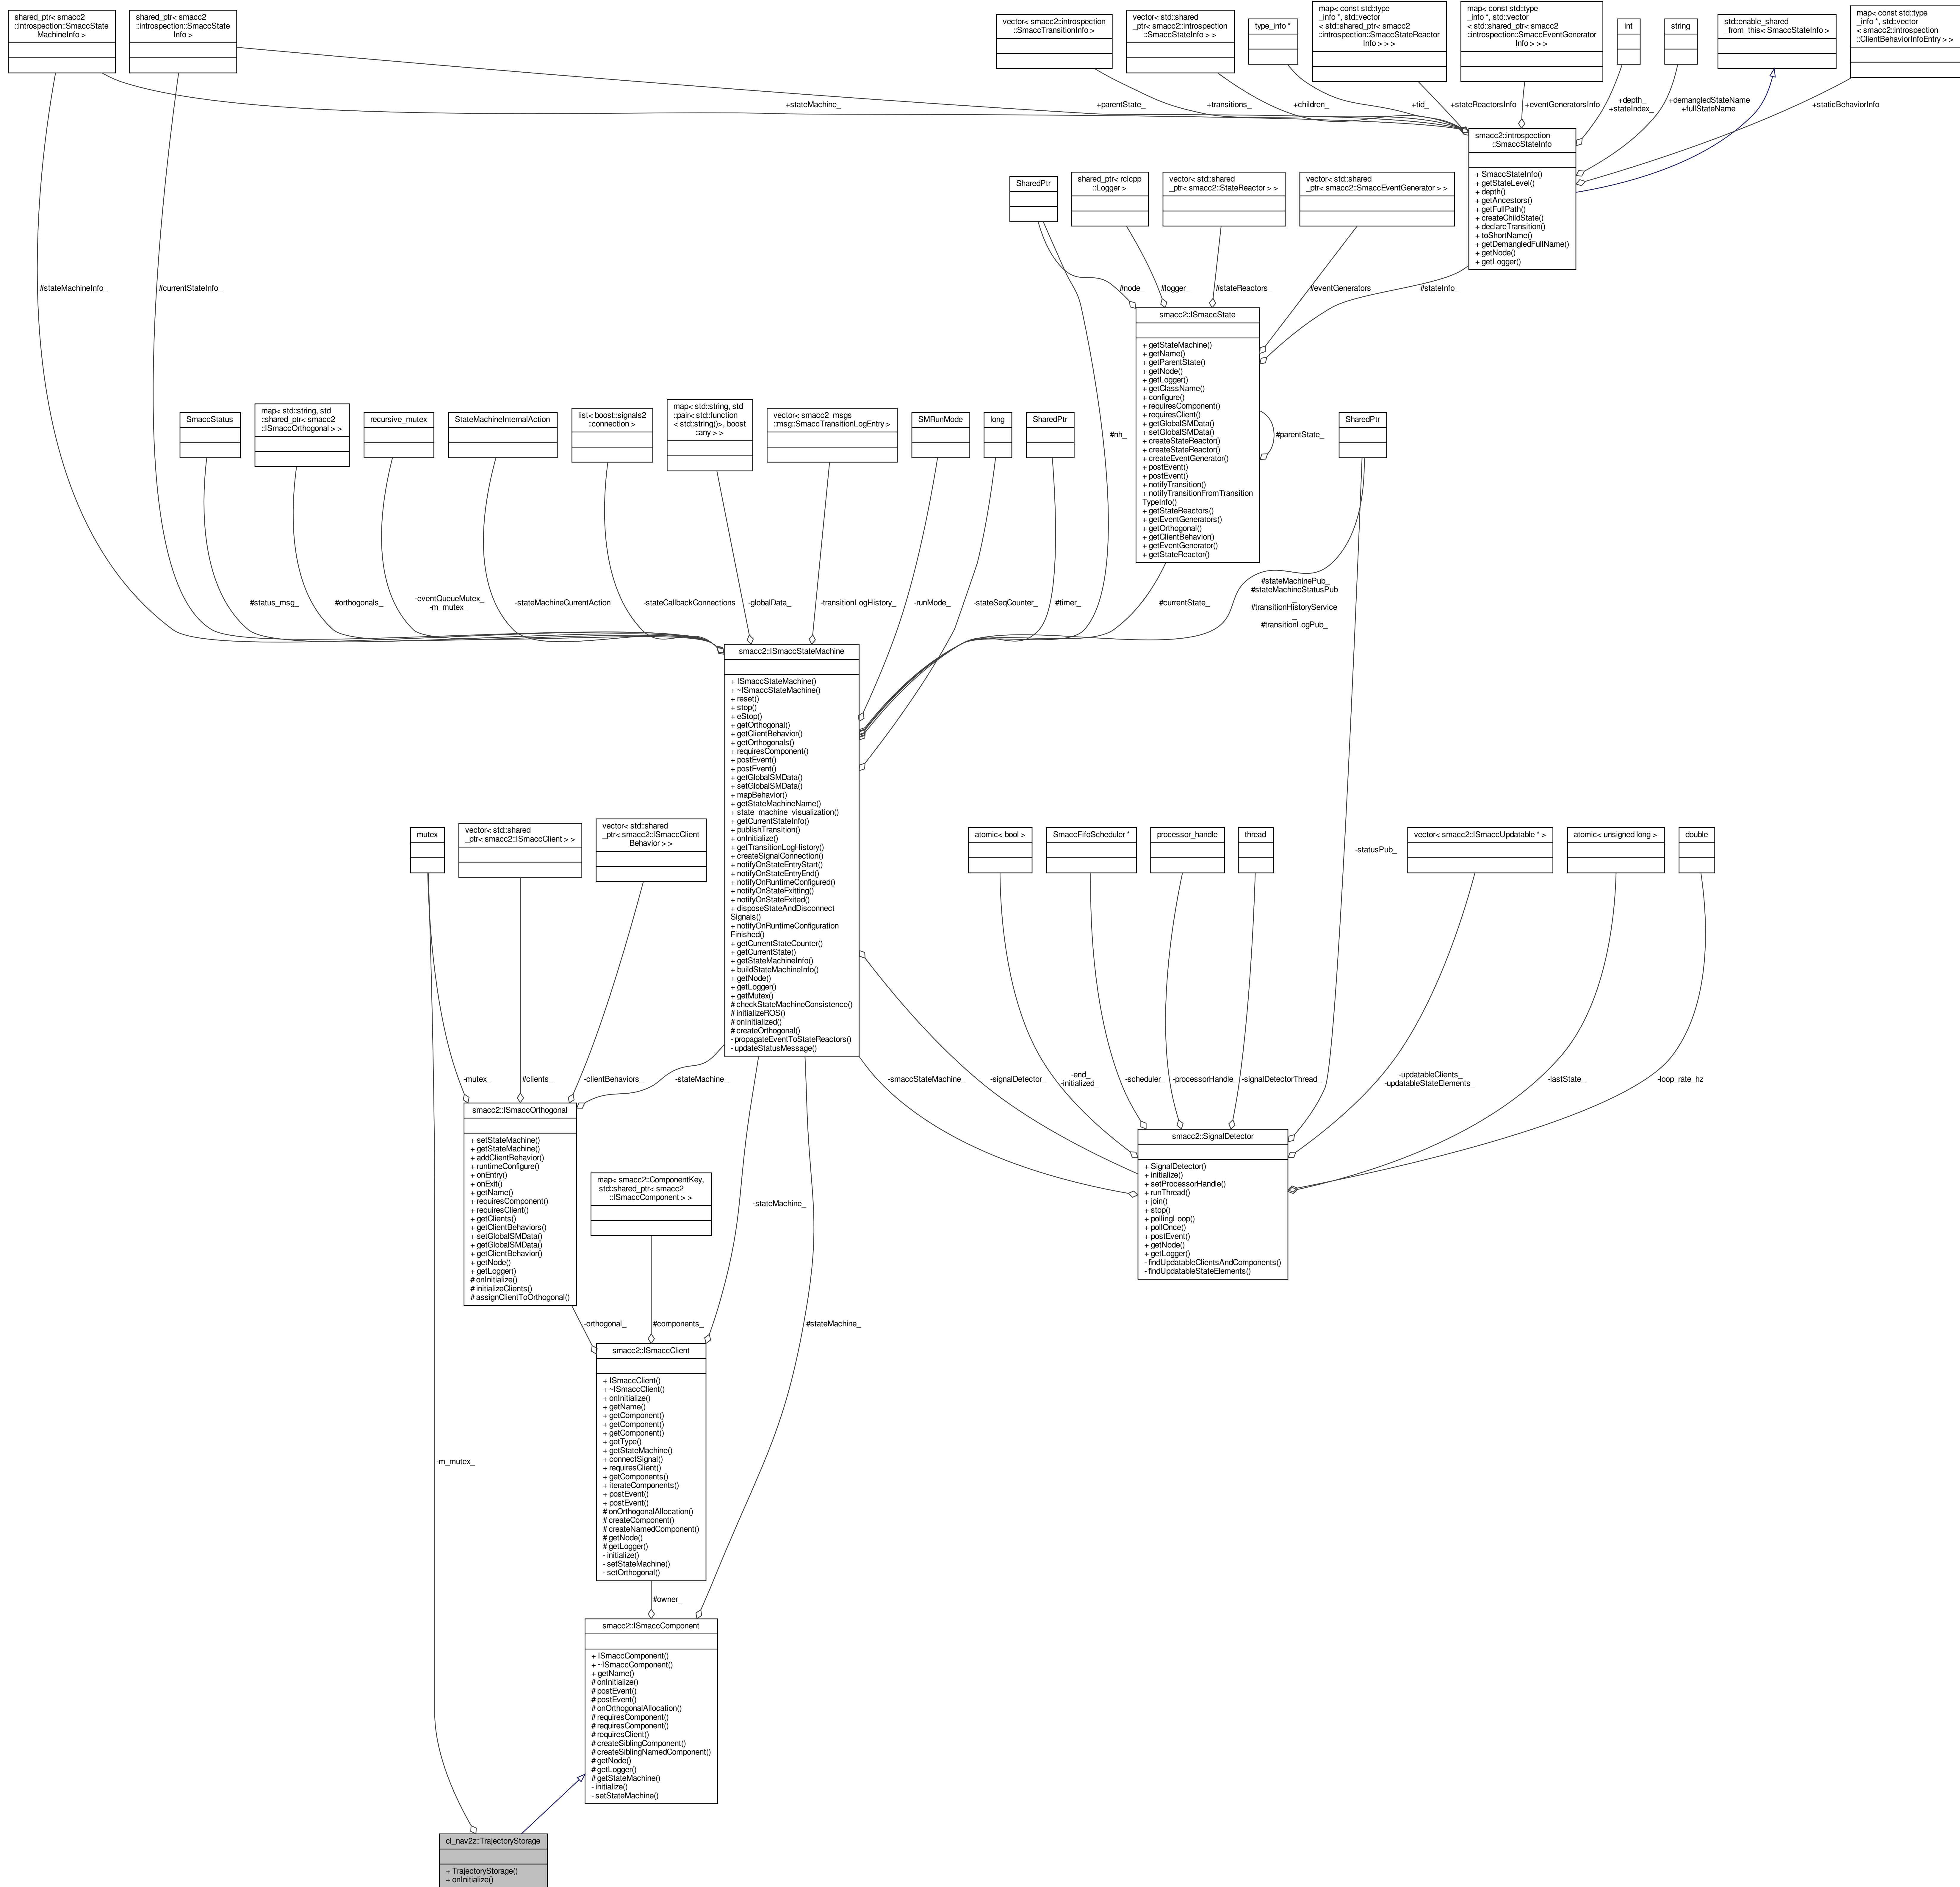 shared_ptr< smacc2
::introspection::SmaccState
MachineInfo >
shared_ptr< smacc2
::introspection::SmaccState
Info >
vector< smacc2::introspection
::SmaccTransitionInfo >
vector< std::shared
_ptr< smacc2::introspection
::SmaccStateInfo > >
type_info *
map< const std::type
_info *, std::vector
< std::shared_ptr< smacc2
::introspection::SmaccStateReactor
Info > > >
map< const std::type
_info *, std::vector
< std::shared_ptr< smacc2
::introspection::SmaccEventGenerator
Info > > >
int
string
std::enable_shared
_from_this< SmaccStateInfo >
map< const std::type
_info *, std::vector
< smacc2::introspection
::ClientBehaviorInfoEntry > >
+stateMachine_
+parentState_
+transitions_
+children_
+tid_
+stateReactorsInfo
+eventGeneratorsInfo
+depth_
+stateIndex_
+demangledStateName
+fullStateName
+staticBehaviorInfo
smacc2::introspection
::SmaccStateInfo
+ SmaccStateInfo()
+ getStateLevel()
+ depth()
+ getAncestors()
+ getFullPath()
+ createChildState()
+ declareTransition()
+ toShortName()
+ getDemangledFullName()
+ getNode()
+ getLogger()
SharedPtr
shared_ptr< rclcpp
::Logger >
vector< std::shared
_ptr< smacc2::StateReactor > >
vector< std::shared
_ptr< smacc2::SmaccEventGenerator > >
#stateMachineInfo_
#currentStateInfo_
#node_
#logger_
#stateReactors_
#eventGenerators_
#stateInfo_
smacc2::ISmaccState
+ getStateMachine()
+ getName()
+ getParentState()
+ getNode()
+ getLogger()
+ getClassName()
+ configure()
+ requiresComponent()
+ requiresClient()
+ getGlobalSMData()
+ setGlobalSMData()
+ createStateReactor()
+ createStateReactor()
+ createEventGenerator()
+ postEvent()
+ postEvent()
+ notifyTransition()
+ notifyTransitionFromTransition
TypeInfo()
+ getStateReactors()
+ getEventGenerators()
+ getOrthogonal()
+ getClientBehavior()
+ getEventGenerator()
+ getStateReactor()
#parentState_
SmaccStatus
map< std::string, std
::shared_ptr< smacc2
::ISmaccOrthogonal > >
recursive_mutex
StateMachineInternalAction
list< boost::signals2
::connection >
map< std::string, std
::pair< std::function
< std::string()>, boost
::any > >
vector< smacc2_msgs
::msg::SmaccTransitionLogEntry >
SMRunMode
long
SharedPtr
SharedPtr
#nh_
#status_msg_
#orthogonals_
-eventQueueMutex_
-m_mutex_
-stateMachineCurrentAction
-stateCallbackConnections
-globalData_
-transitionLogHistory_
-runMode_
-stateSeqCounter_
#timer_
#currentState_
#stateMachinePub_
#stateMachineStatusPub
_
#transitionHistoryService
_
#transitionLogPub_
smacc2::ISmaccStateMachine
+ ISmaccStateMachine()
+ ~ISmaccStateMachine()
+ reset()
+ stop()
+ eStop()
+ getOrthogonal()
+ getClientBehavior()
+ getOrthogonals()
+ requiresComponent()
+ postEvent()
+ postEvent()
+ getGlobalSMData()
+ setGlobalSMData()
+ mapBehavior()
+ getStateMachineName()
+ state_machine_visualization()
+ getCurrentStateInfo()
+ publishTransition()
+ onInitialize()
+ getTransitionLogHistory()
+ createSignalConnection()
+ notifyOnStateEntryStart()
+ notifyOnStateEntryEnd()
+ notifyOnRuntimeConfigured()
+ notifyOnStateExitting()
+ notifyOnStateExited()
+ disposeStateAndDisconnect
Signals()
+ notifyOnRuntimeConfiguration
Finished()
+ getCurrentStateCounter()
+ getCurrentState()
+ getStateMachineInfo()
+ buildStateMachineInfo()
+ getNode()
+ getLogger()
+ getMutex()
# checkStateMachineConsistence()
# initializeROS()
# onInitialized()
# createOrthogonal()
- propagateEventToStateReactors()
- updateStatusMessage()
mutex
vector< std::shared
_ptr< smacc2::ISmaccClient > >
vector< std::shared
_ptr< smacc2::ISmaccClient
Behavior > >
atomic< bool >
SmaccFifoScheduler *
processor_handle
thread
-statusPub_
vector< smacc2::ISmaccUpdatable * >
atomic< unsigned long >
double
-mutex_
#clients_
-clientBehaviors_
-stateMachine_
-smaccStateMachine_
-signalDetector_
-end_
-initialized_
-scheduler_
-processorHandle_
-signalDetectorThread_
-updatableClients_
-updatableStateElements_
-lastState_
-loop_rate_hz
smacc2::ISmaccOrthogonal
+ setStateMachine()
+ getStateMachine()
+ addClientBehavior()
+ runtimeConfigure()
+ onEntry()
+ onExit()
+ getName()
+ requiresComponent()
+ requiresClient()
+ getClients()
+ getClientBehaviors()
+ setGlobalSMData()
+ getGlobalSMData()
+ getClientBehavior()
+ getNode()
+ getLogger()
# onInitialize()
# initializeClients()
# assignClientToOrthogonal()
smacc2::SignalDetector
+ SignalDetector()
+ initialize()
+ setProcessorHandle()
+ runThread()
+ join()
+ stop()
+ pollingLoop()
+ pollOnce()
+ postEvent()
+ getNode()
+ getLogger()
- findUpdatableClientsAndComponents()
- findUpdatableStateElements()
map< smacc2::ComponentKey,
std::shared_ptr< smacc2
::ISmaccComponent > >
-stateMachine_
-orthogonal_
#components_
#stateMachine_
smacc2::ISmaccClient
+ ISmaccClient()
+ ~ISmaccClient()
+ onInitialize()
+ getName()
+ getComponent()
+ getComponent()
+ getComponent()
+ getType()
+ getStateMachine()
+ connectSignal()
+ requiresClient()
+ getComponents()
+ iterateComponents()
+ postEvent()
+ postEvent()
# onOrthogonalAllocation()
# createComponent()
# createNamedComponent()
# getNode()
# getLogger()
- initialize()
- setStateMachine()
- setOrthogonal()
-m_mutex_
#owner_
smacc2::ISmaccComponent
+ ISmaccComponent()
+ ~ISmaccComponent()
+ getName()
# onInitialize()
# postEvent()
# postEvent()
# onOrthogonalAllocation()
# requiresComponent()
# requiresComponent()
# requiresClient()
# createSiblingComponent()
# createSiblingNamedComponent()
# getNode()
# getLogger()
# getStateMachine()
- initialize()
- setStateMachine()
cl_nav2z::TrajectoryStorage
+ TrajectoryStorage()
+ onInitialize()